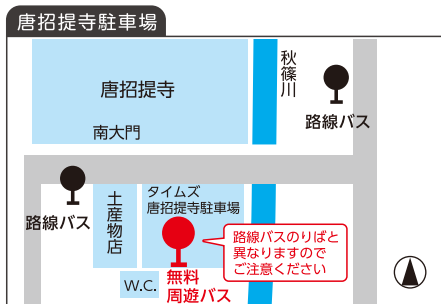 唐招提寺駐車場
唐招提寺
南大門
秋篠川
路線バス
路線バス
土産物店
タイムズ
唐招提寺駐車場
路線バスのりばと
異なりますので
ご注意ください
W.C.
無料
周遊バス